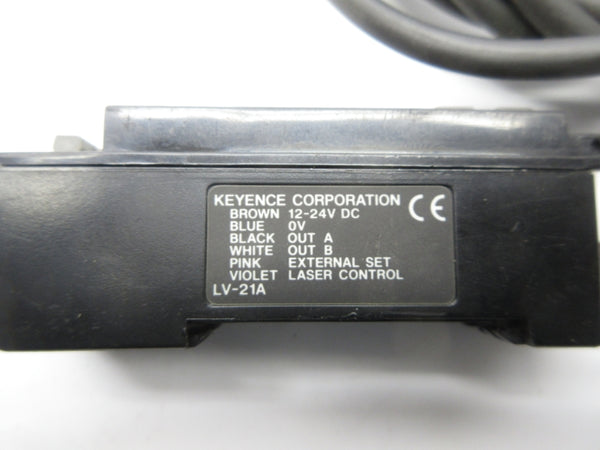 KEYENCE CORPORATION CE
BROWN 12-24V DC
BLUE 0V
BLACK OUT A
WHITE OUT B
PINK EXTERNAL SET
VIOLET LASER CONTROL
LV-21A